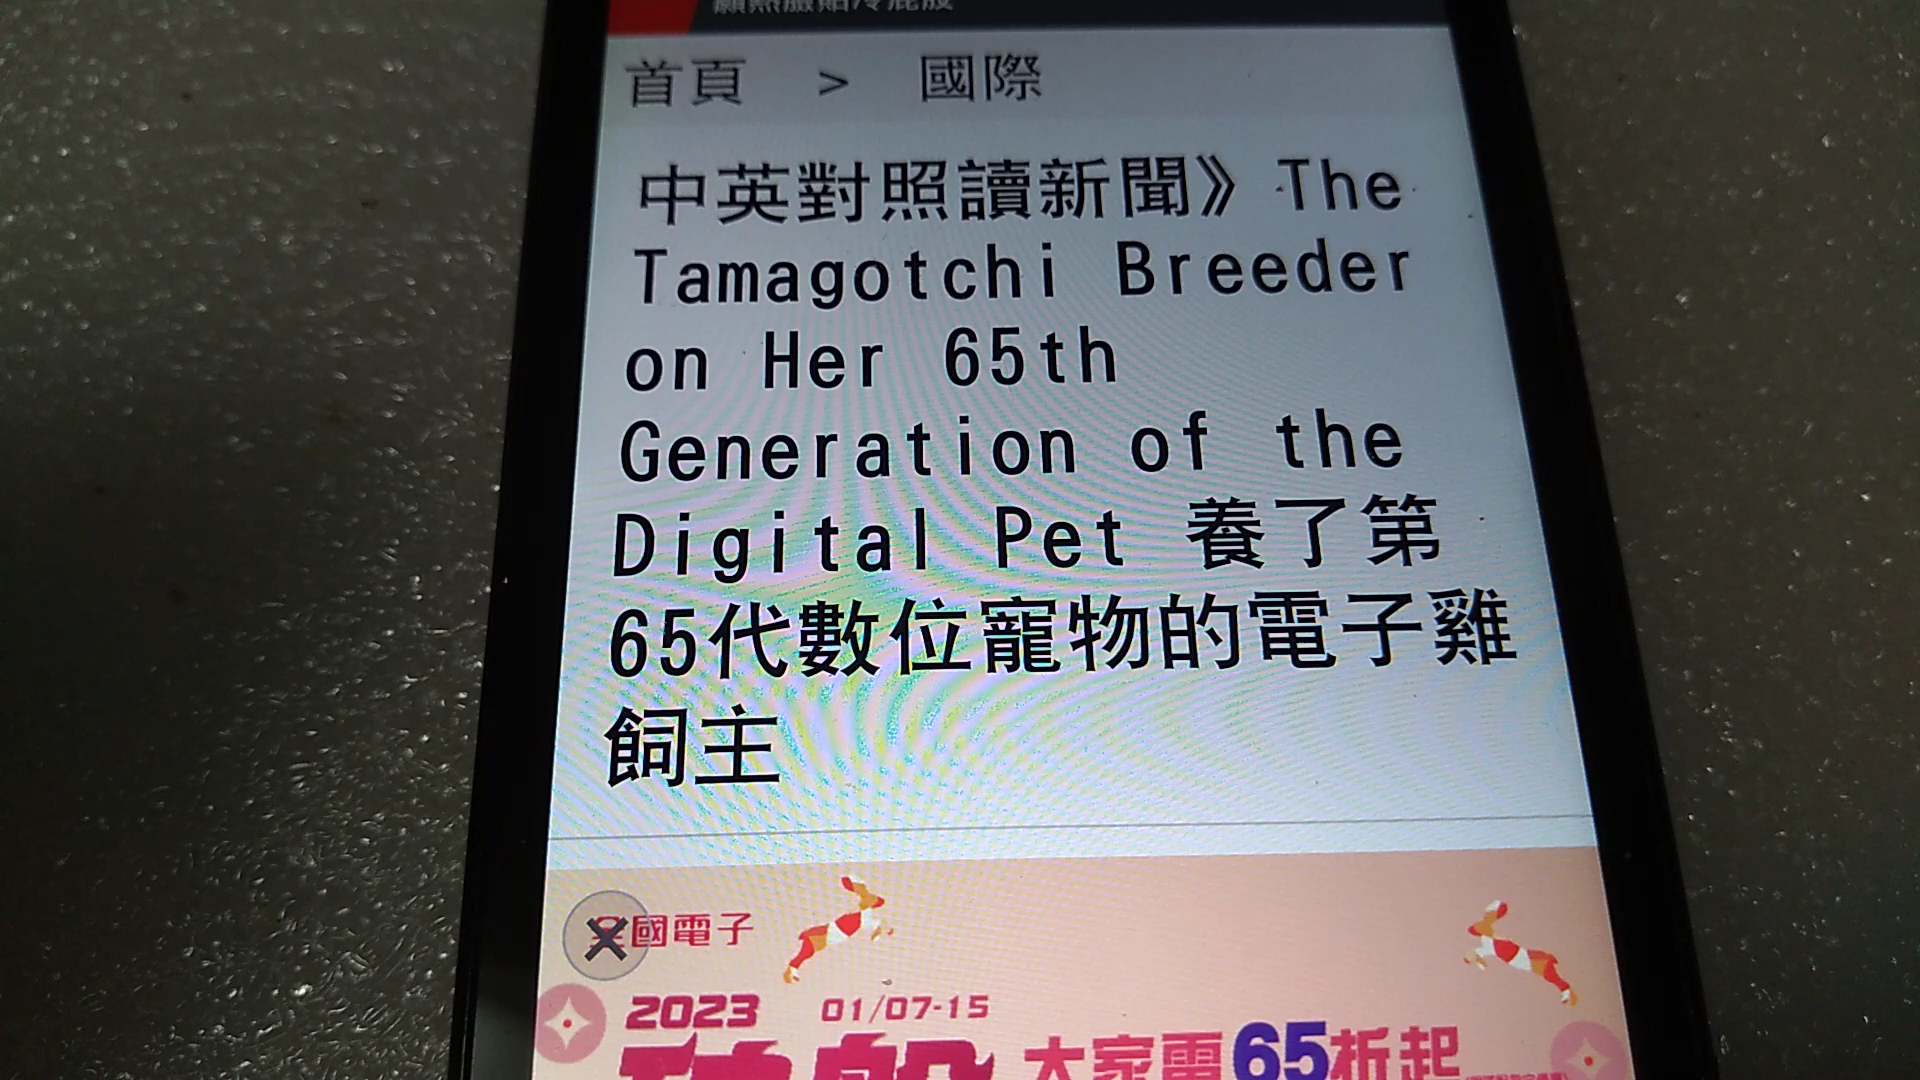 首頁 > 國際
中英對照讀新聞》The
Tamagotchi Breeder
on Her 65th
Generation of the
Digital Pet 養了第
65代數位寵物的電子雞
飼主
全國電子
2023 01/07-15
大家電65折起